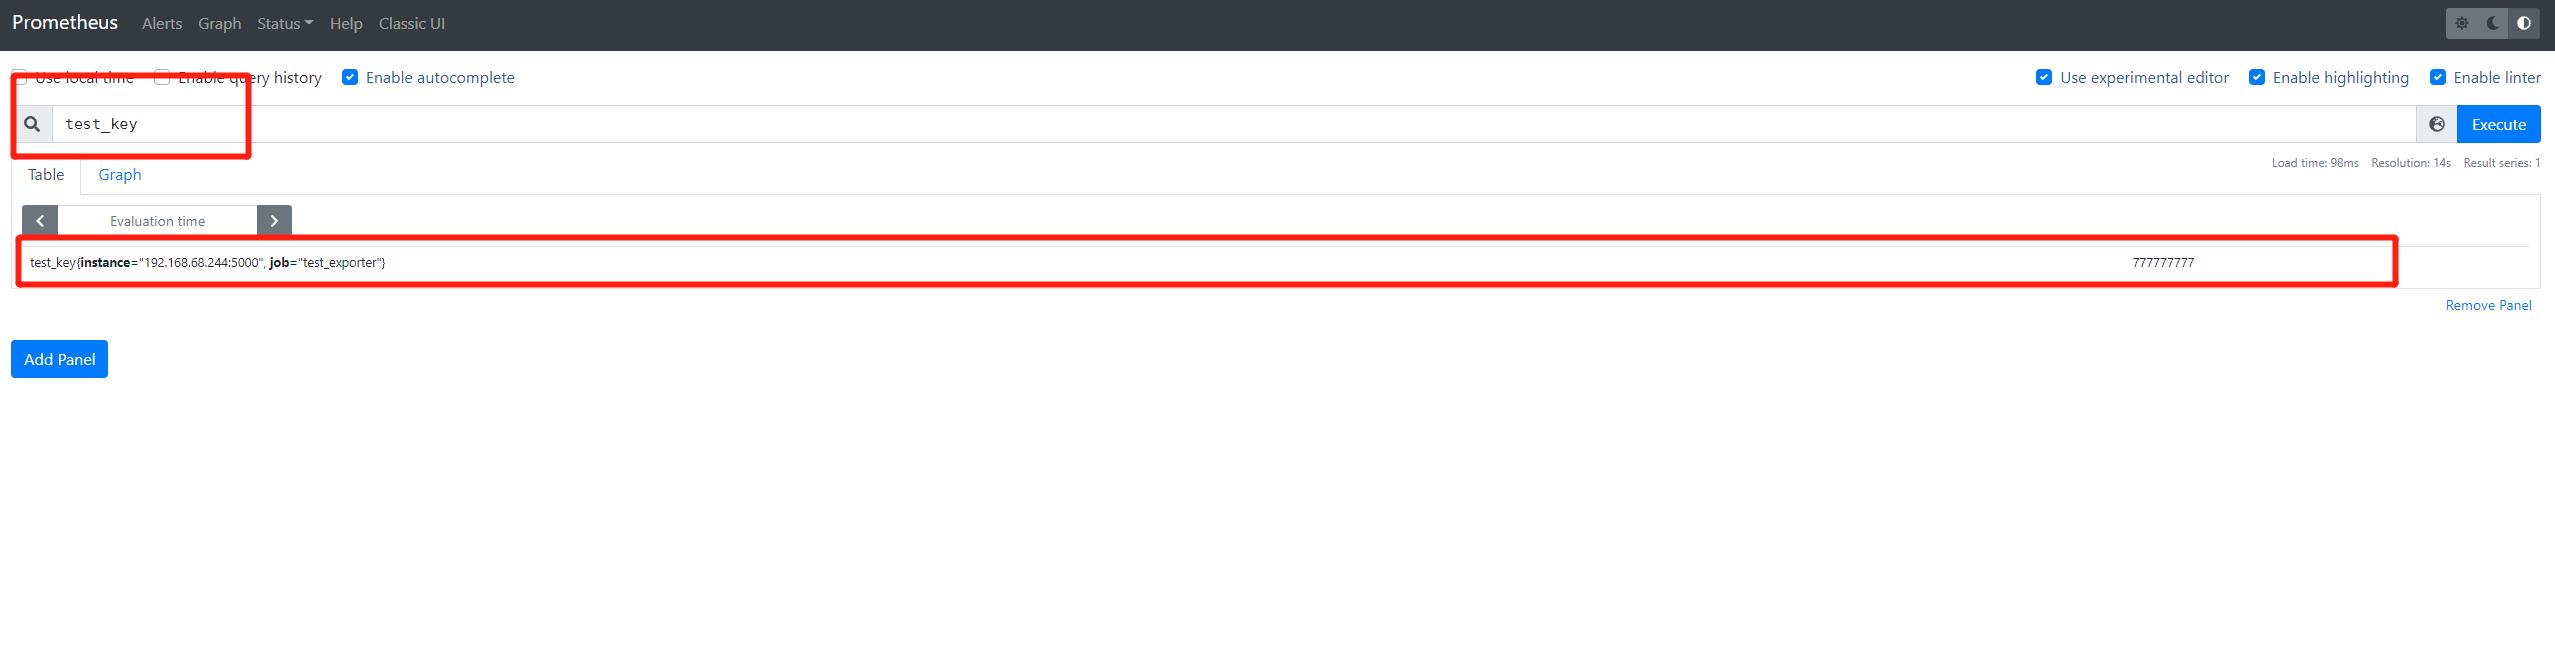 Prometheus Alerts Graph Status Help Classic UI
Use local time Enable query history Enable autocomplete Use experimental editor Enable highlighting Enable linter
test_key Execute
Load time: 98ms Resolution: 14s Result series: 1
Table Graph
Evaluation time
test_key{instance="192.168.68.244:5000", job="test_exporter"} 777777777
Remove Panel
Add Panel